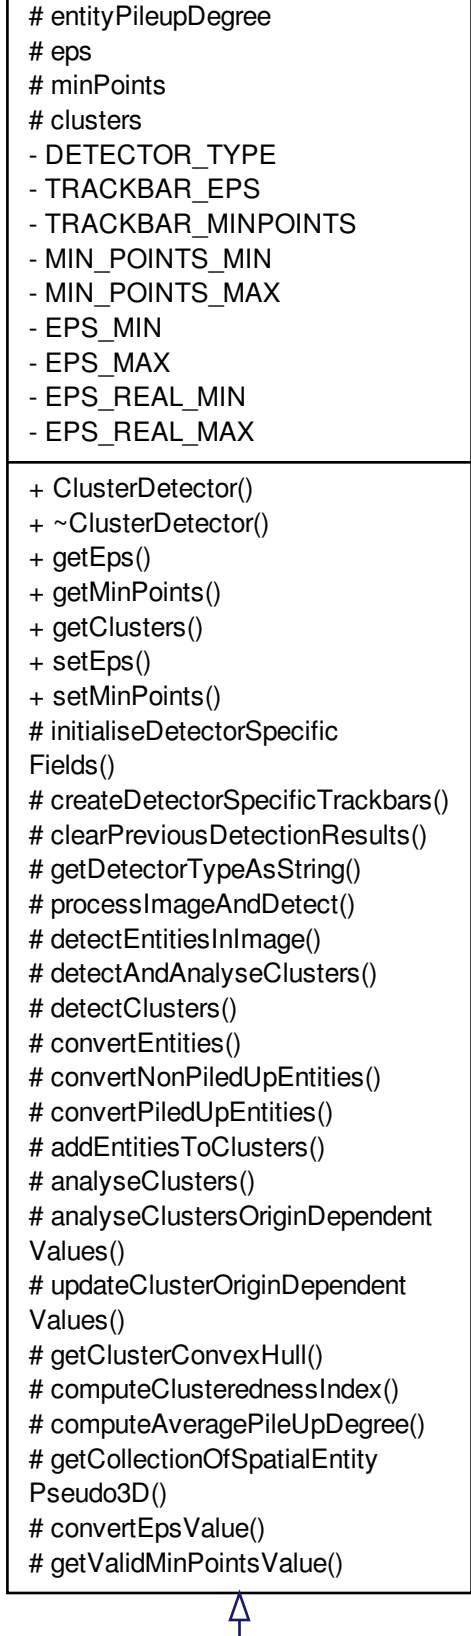 # entityPileupDegree
# eps
# minPoints
# clusters
- DETECTOR_TYPE
- TRACKBAR_EPS
- TRACKBAR_MINPOINTS
- MIN_POINTS_MIN
- MIN_POINTS_MAX
- EPS_MIN
- EPS_MAX
- EPS_REAL_MIN
- EPS_REAL_MAX
+ ClusterDetector()
+ ~ClusterDetector()
+ getEps()
+ getMinPoints()
+ getClusters()
+ setEps()
+ setMinPoints()
# initialiseDetectorSpecific
Fields()
# createDetectorSpecificTrackbars()
# clearPreviousDetectionResults()
# getDetectorTypeAsString()
# processImageAndDetect()
# detectEntitiesInImage()
# detectAndAnalyseClusters()
# detectClusters()
# convertEntities()
# convertNonPiledUpEntities()
# convertPiledUpEntities()
# addEntitiesToClusters()
# analyseClusters()
# analyseClustersOriginDependent
Values()
# updateClusterOriginDependent
Values()
# getClusterConvexHull()
# computeClusterednessIndex()
# computeAveragePileUpDegree()
# getCollectionOfSpatialEntity
Pseudo3D()
# convertEpsValue()
# getValidMinPointsValue()